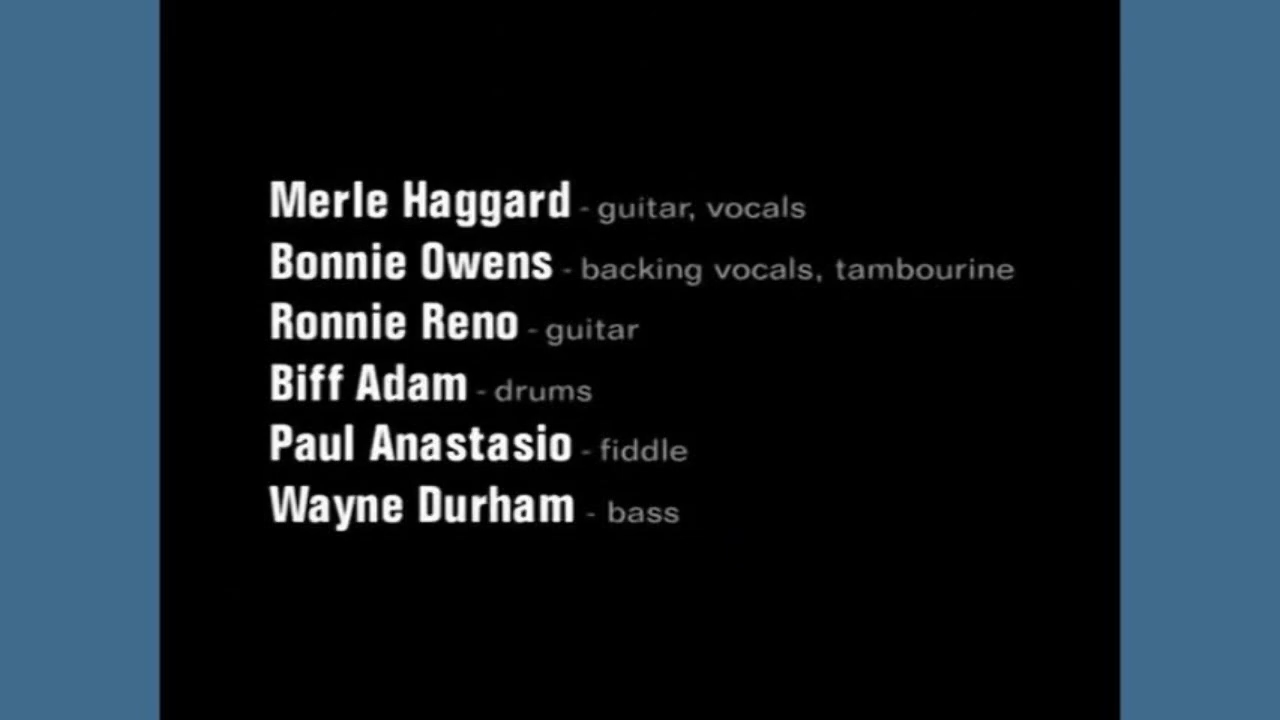 Merle Haggard - guitar, vocals
Bonnie Owens - backing vocals, tambourine
Ronnie Reno - guitar
Biff Adam - drums
Paul Anastasio - fiddle
Wayne Durham - bass